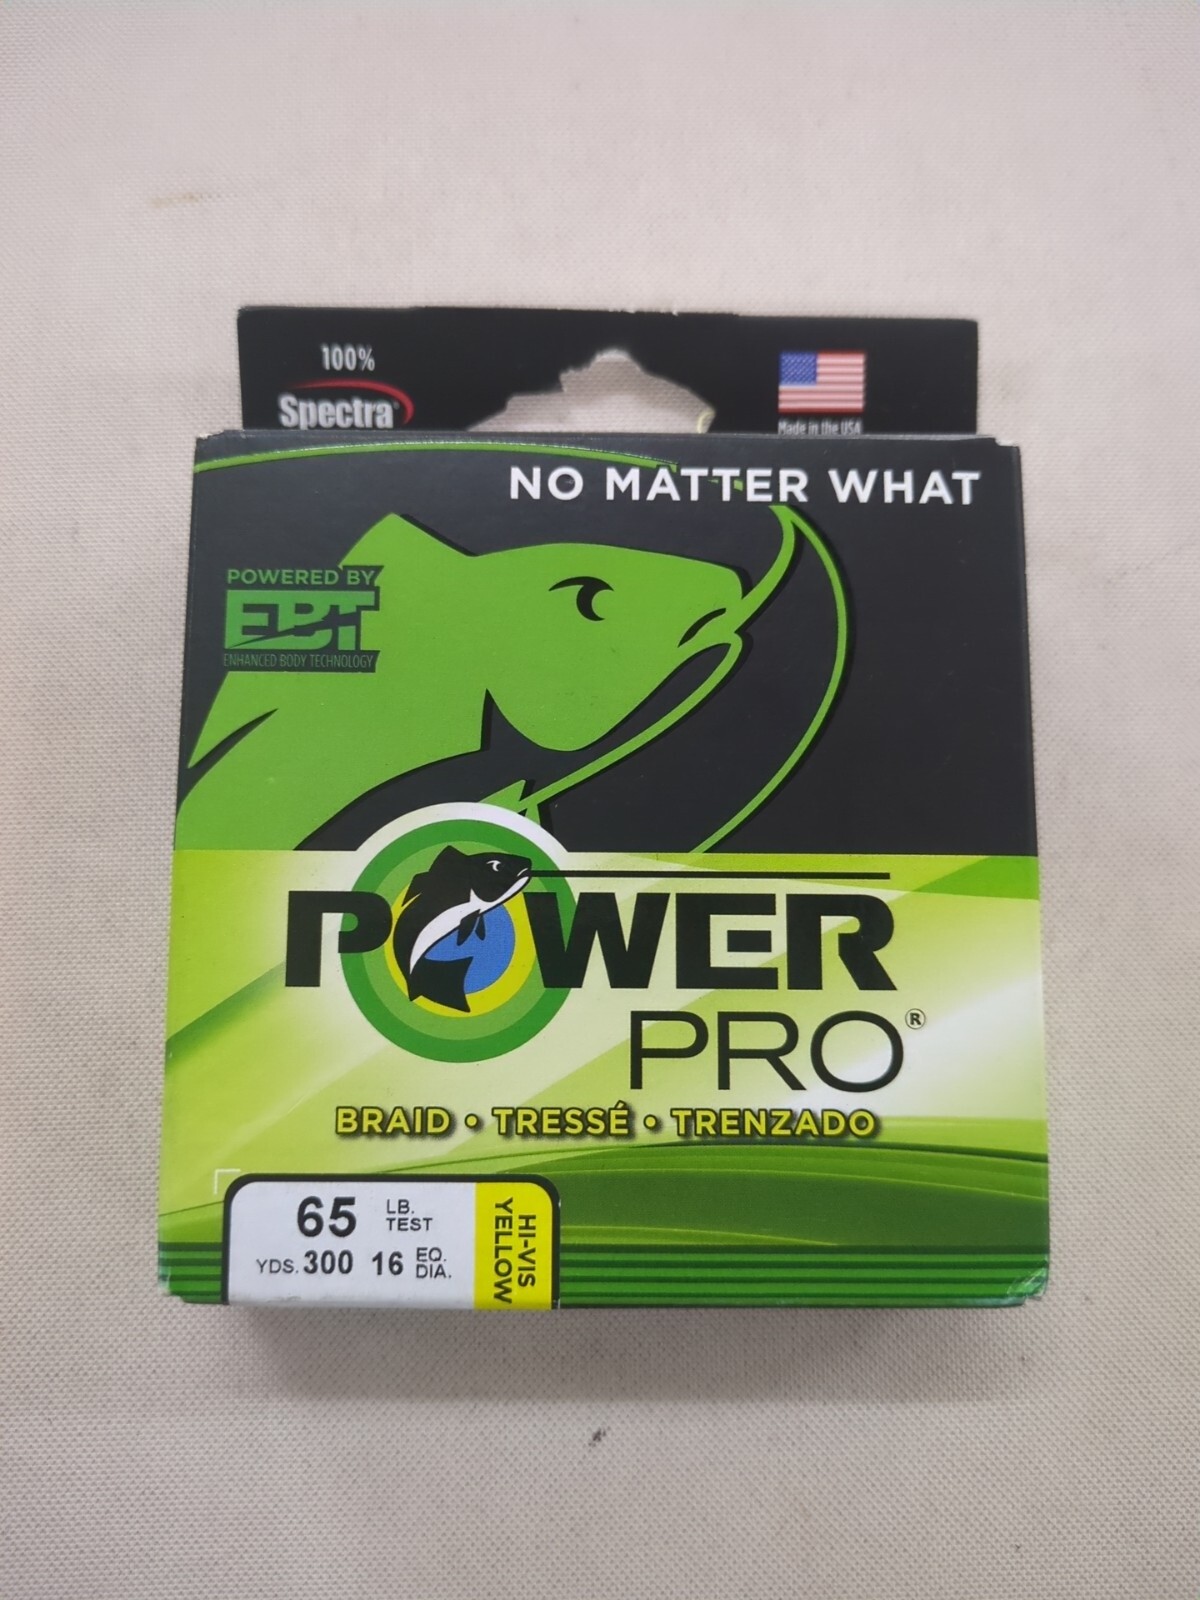 100%
Spectra®
Made in the USA
NO MATTER WHAT
POWERED BY
EBT
ENHANCED BODY TECHNOLOGY
POWER
PRO®
BRAID • TRESSÉ • TRENZADO
65 LB. TEST
YDS. 300 16 EQ. DIA.
HI-VIS
YELLOW